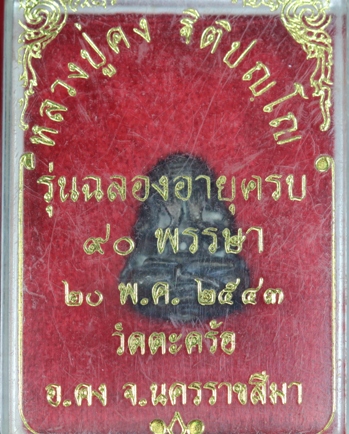 หลวงปู่คง ฐิติปญฺโญ
รุ่นฉลองอายุครบ
๙๐ พรรษา
๒๐ พ.ศ. ๒๕๔๓
วัดตะคร้อ
อ.คง จ.นครราชสีมา